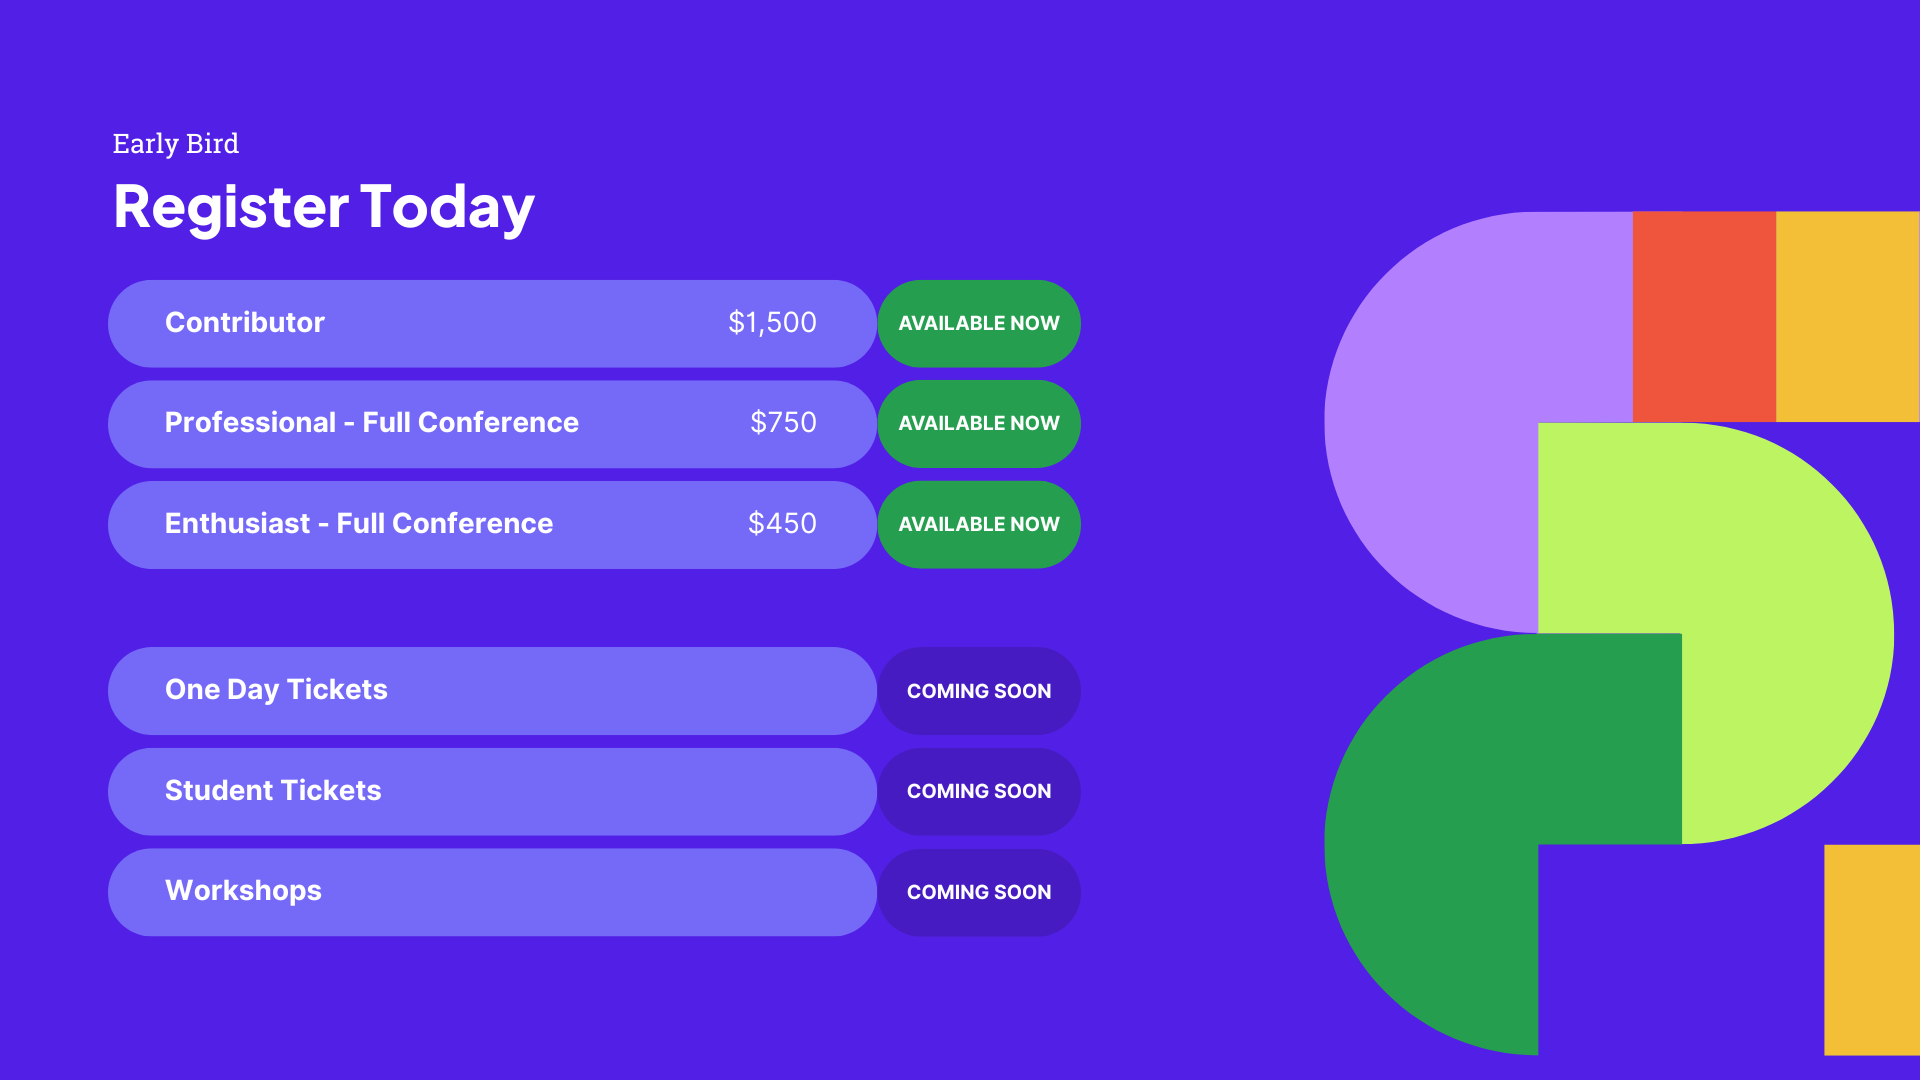 Early Bird
Register Today
Contributor $1,500 AVAILABLE NOW
Professional - Full Conference $750 AVAILABLE NOW
Enthusiast - Full Conference $450 AVAILABLE NOW
One Day Tickets COMING SOON
Student Tickets COMING SOON
Workshops COMING SOON